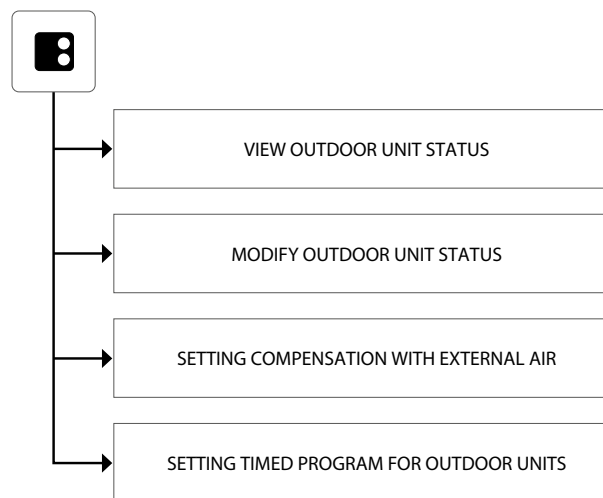 VIEW OUTDOOR UNIT STATUS
MODIFY OUTDOOR UNIT STATUS
SETTING COMPENSATION WITH EXTERNAL AIR
SETTING TIMED PROGRAM FOR OUTDOOR UNITS